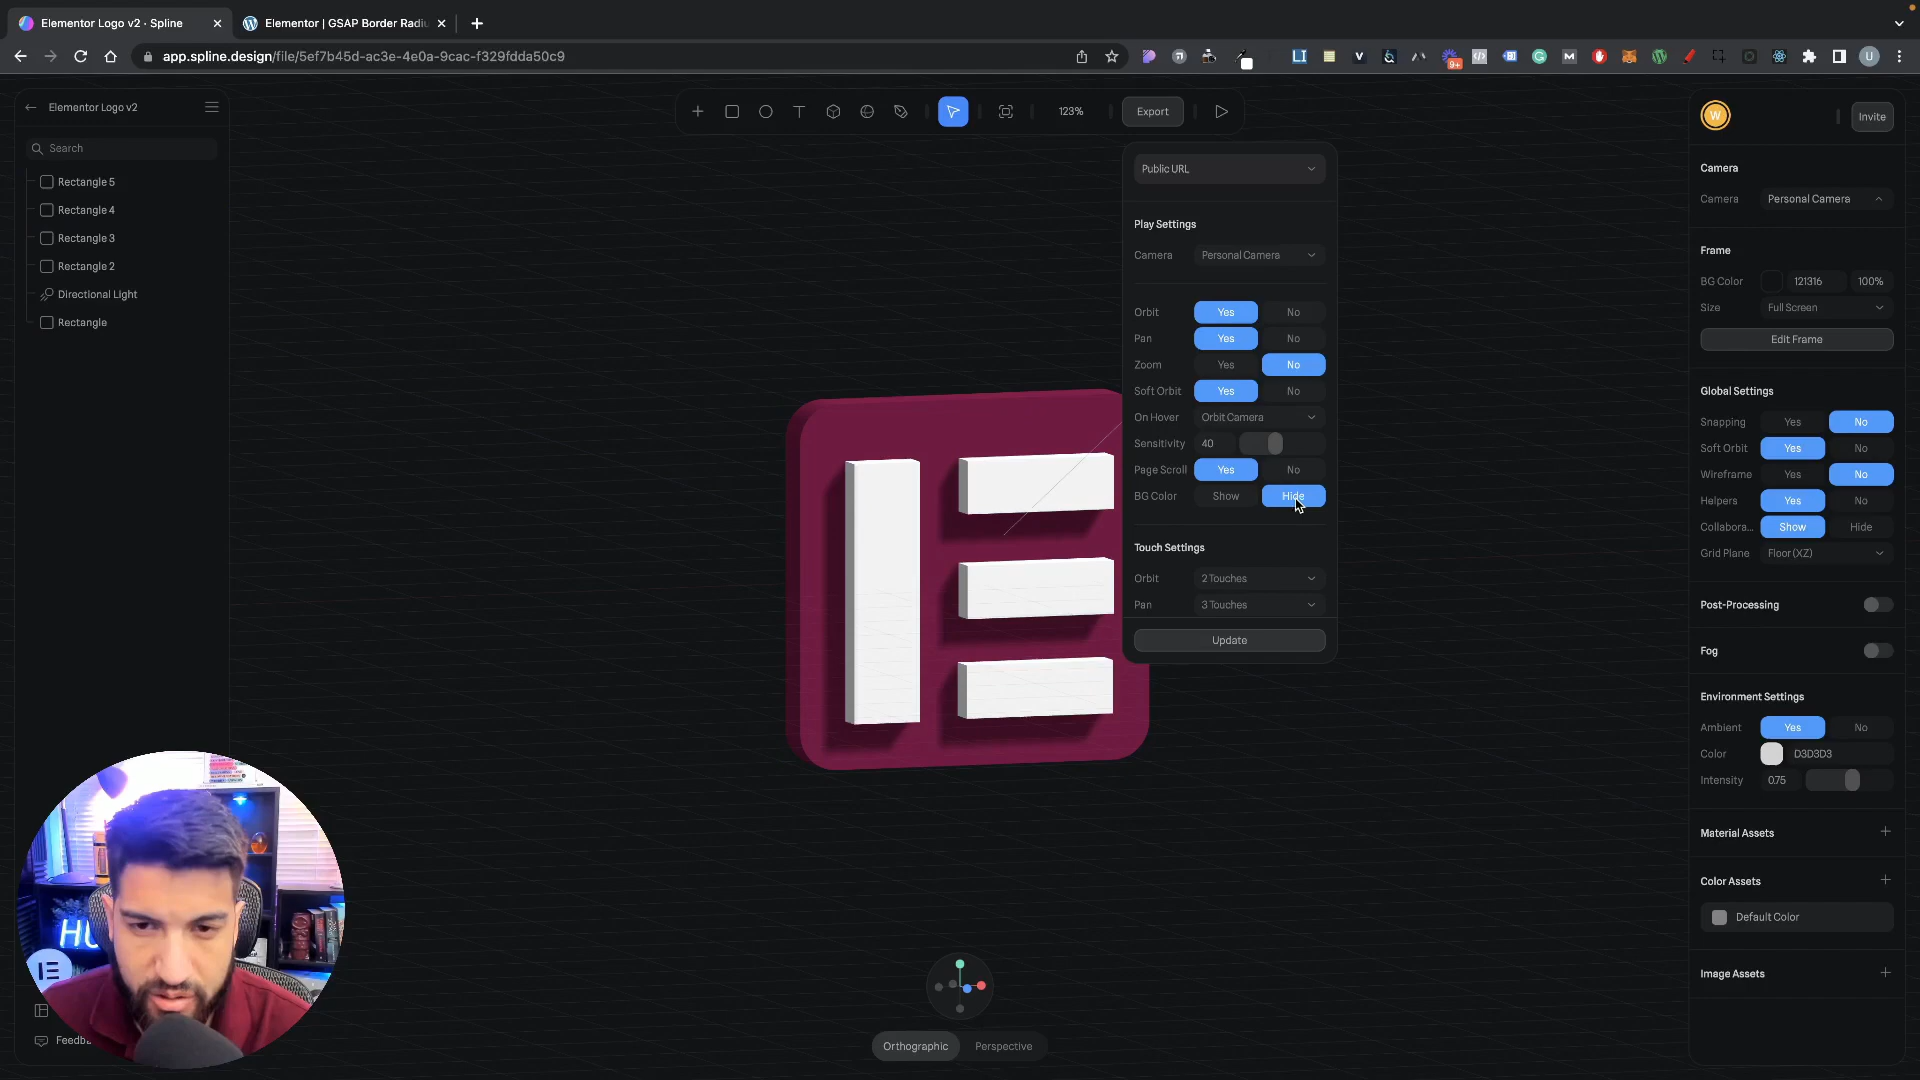 Elementor Logo v2 · Spline
Elementor | GSAP Border Radiu
app.spline.design/file/5ef7b45d-ac3e-4e0a-9cac-f329fdda50c9
9+
U
Elementor Logo v2
Search
Rectangle 5
Rectangle 4
Rectangle 3
Rectangle 2
Directional Light
Rectangle
123%
Export
Public URL
Play Settings
Camera Personal Camera
Orbit Yes No
Pan Yes No
Zoom Yes No
Soft Orbit Yes No
On Hover Orbit Camera
Sensitivity 40
Page Scroll Yes No
BG Color Show Hide
Touch Settings
Orbit 2 Touches
Pan 3 Touches
Update
W Invite
Camera
Camera Personal Camera
Frame
BG Color 121316 100%
Size Full Screen
Edit Frame
Global Settings
Snapping Yes No
Soft Orbit Yes No
Wireframe Yes No
Helpers Yes No
Collabora... Show Hide
Grid Plane Floor (XZ)
Post-Processing
Fog
Environment Settings
Ambient Yes No
Color D3D3D3
Intensity 0.75
Material Assets
Color Assets
Default Color
Image Assets
HU
Feedba
Orthographic Perspective